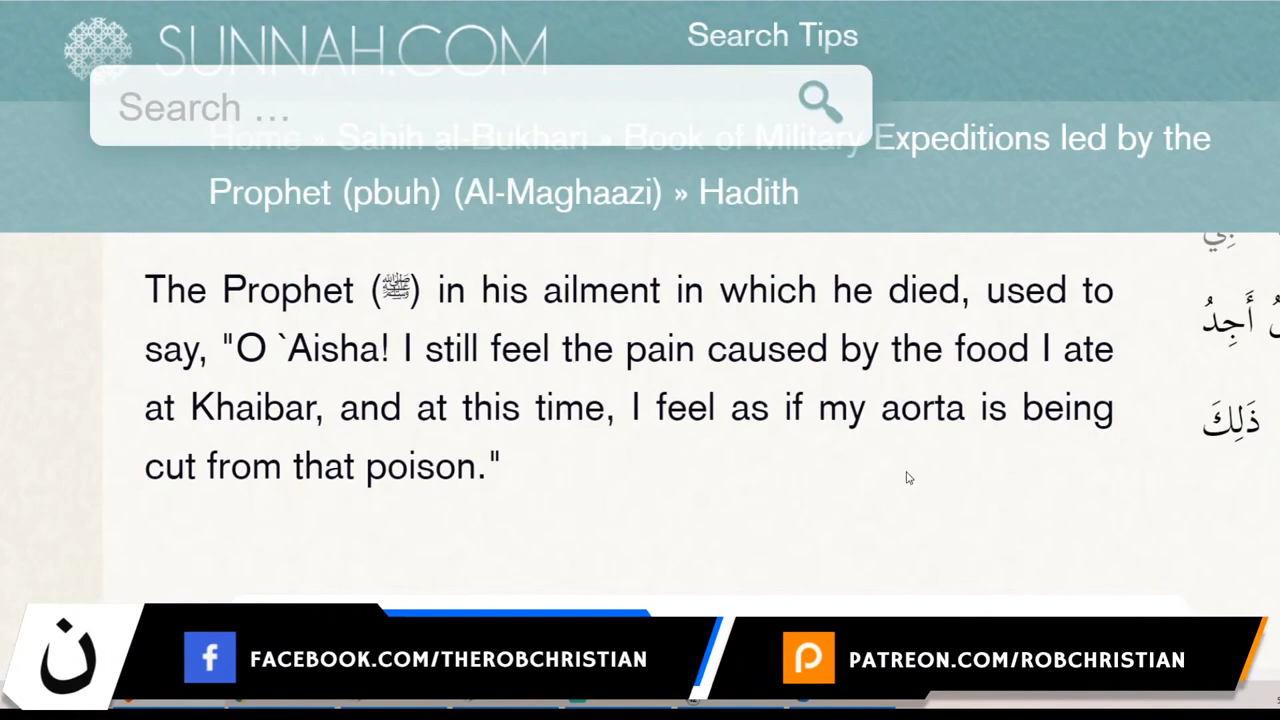 SUNNAH.COM
Search Tips
Search ...
Home » Sahih al-Bukhari » Book of Military Expeditions led by the
Prophet (pbuh) (Al-Maghaazi) » Hadith
The Prophet (ﷺ) in his ailment in which he died, used to
say, "O `Aisha! I still feel the pain caused by the food I ate
at Khaibar, and at this time, I feel as if my aorta is being
cut from that poison."
أَجِدُ
ذَلِكَ
ن
f FACEBOOK.COM/THEROBCHRISTIAN
PATREON.COM/ROBCHRISTIAN